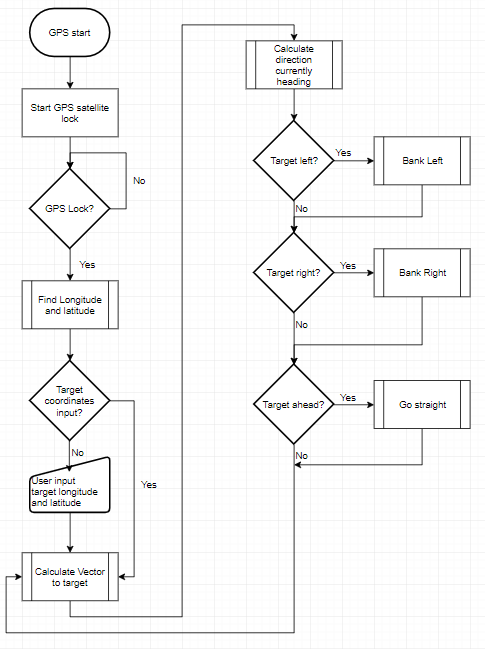 GPS start
Start GPS satellite
lock
No
GPS Lock?
Yes
Find Longitude
and latitude
Target
coordinates
input?
No
User input
target longitude
and latitude
Yes
Calculate Vector
to target
Calculate
direction
currently
heading
Target left?
Yes
Bank Left
No
Target right?
Yes
Bank Right
No
Target ahead?
Yes
Go straight
No